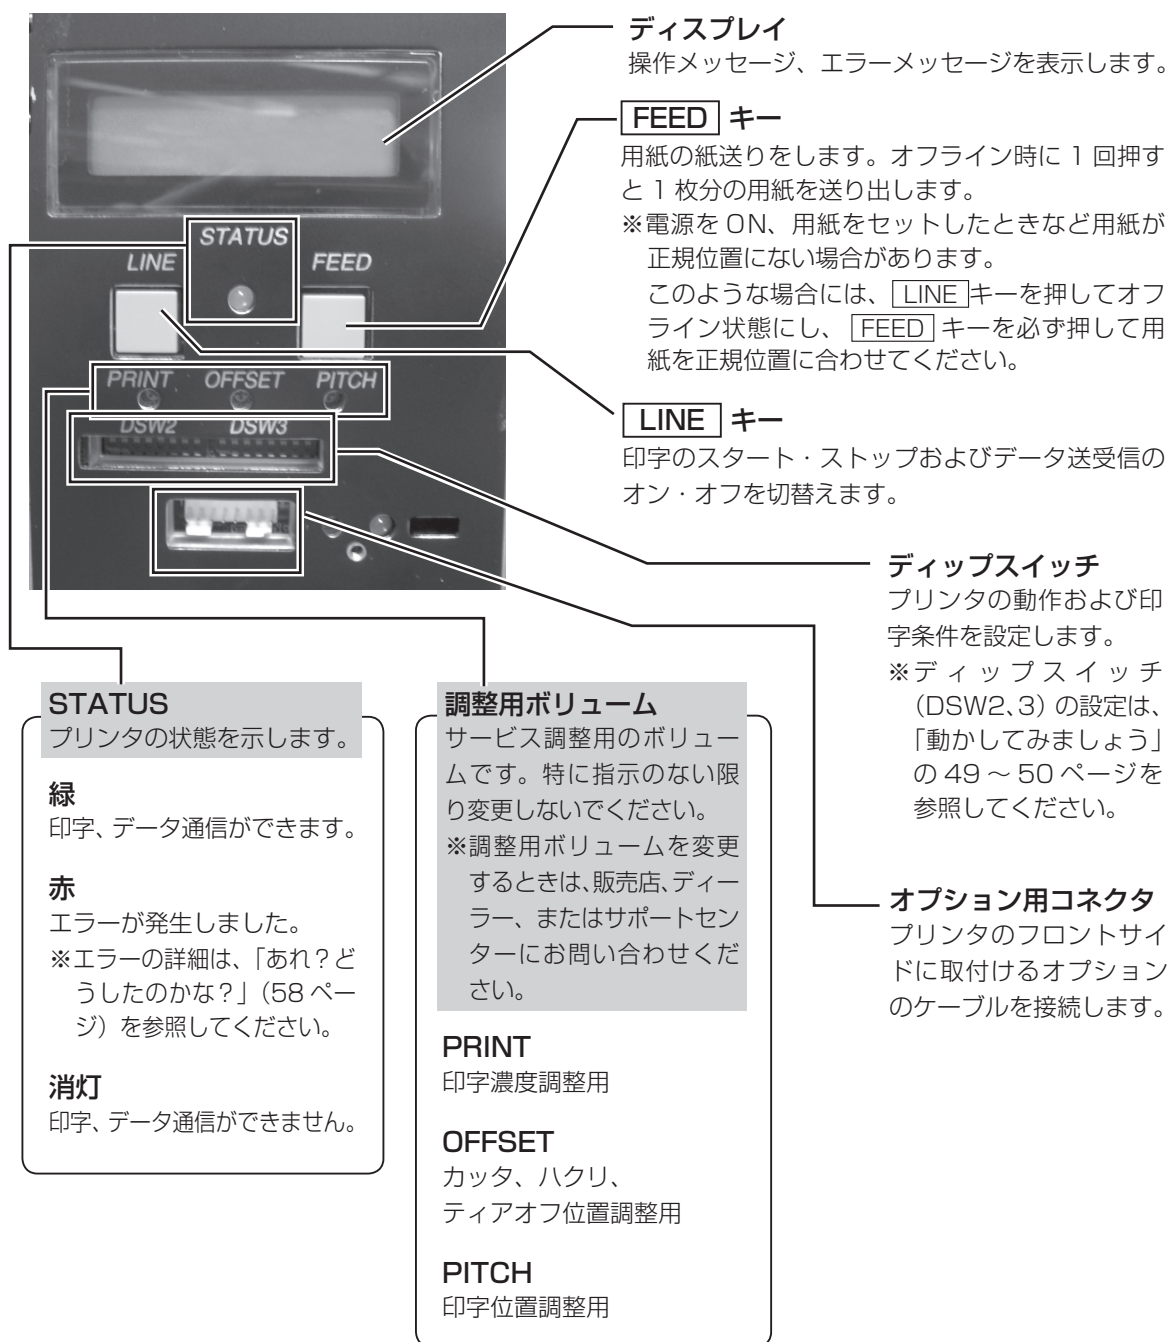 ディスプレイ
操作メッセージ、エラーメッセージを表示します。
FEED キー
用紙の紙送りをします。オフライン時に 1 回押す
と 1 枚分の用紙を送り出します。
※電源を ON、用紙をセットしたときなど用紙が
正規位置にない場合があります。
このような場合には、LINE キーを押してオフ
ライン状態にし、FEED キーを必ず押して用
紙を正規位置に合わせてください。
LINE キー
印字のスタート・ストップおよびデータ送受信の
オン・オフを切替えます。
STATUS
LINE
FEED
PRINT OFFSET PITCH
DSW2 DSW3
ディップスイッチ
プリンタの動作および印
字条件を設定します。
※ディップスイッチ
（DSW2、3）の設定は、
「動かしてみましょう」
の 49 ～ 50 ページを
参照してください。
オプション用コネクタ
プリンタのフロントサイ
ドに取付けるオプション
のケーブルを接続します。
STATUS
プリンタの状態を示します。
緑
印字、データ通信ができます。
赤
エラーが発生しました。
※エラーの詳細は、「あれ？ど
うしたのかな？」（58 ペー
ジ）を参照してください。
消灯
印字、データ通信ができません。
調整用ボリューム
サービス調整用のボリュー
ムです。特に指示のない限
り変更しないでください。
※調整用ボリュームを変更
するときは、販売店、ディー
ラー、またはサポートセン
ターにお問い合わせくだ
さい。
PRINT
印字濃度調整用
OFFSET
カッタ、ハクリ、
ティアオフ位置調整用
PITCH
印字位置調整用